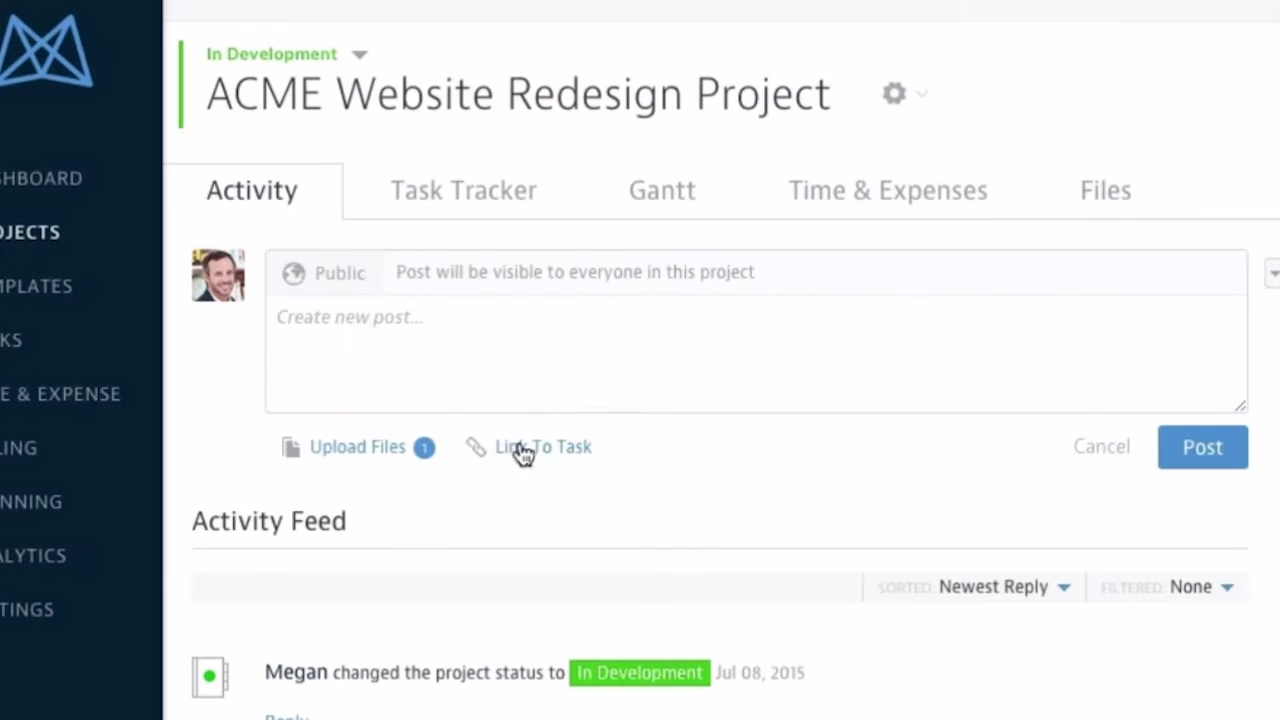 In Development
ACME Website Redesign Project
SHBOARD
OJECTS
MPLATES
KS
E & EXPENSE
LING
NNING
ALYTICS
TINGS
Activity
Task Tracker
Gantt
Time & Expenses
Files
Public
Post will be visible to everyone in this project
Create new post...
Upload Files 1
Link To Task
Cancel
Post
Activity Feed
SORTED: Newest Reply
FILTERED: None
Megan changed the project status to In Development Jul 08, 2015
Reply